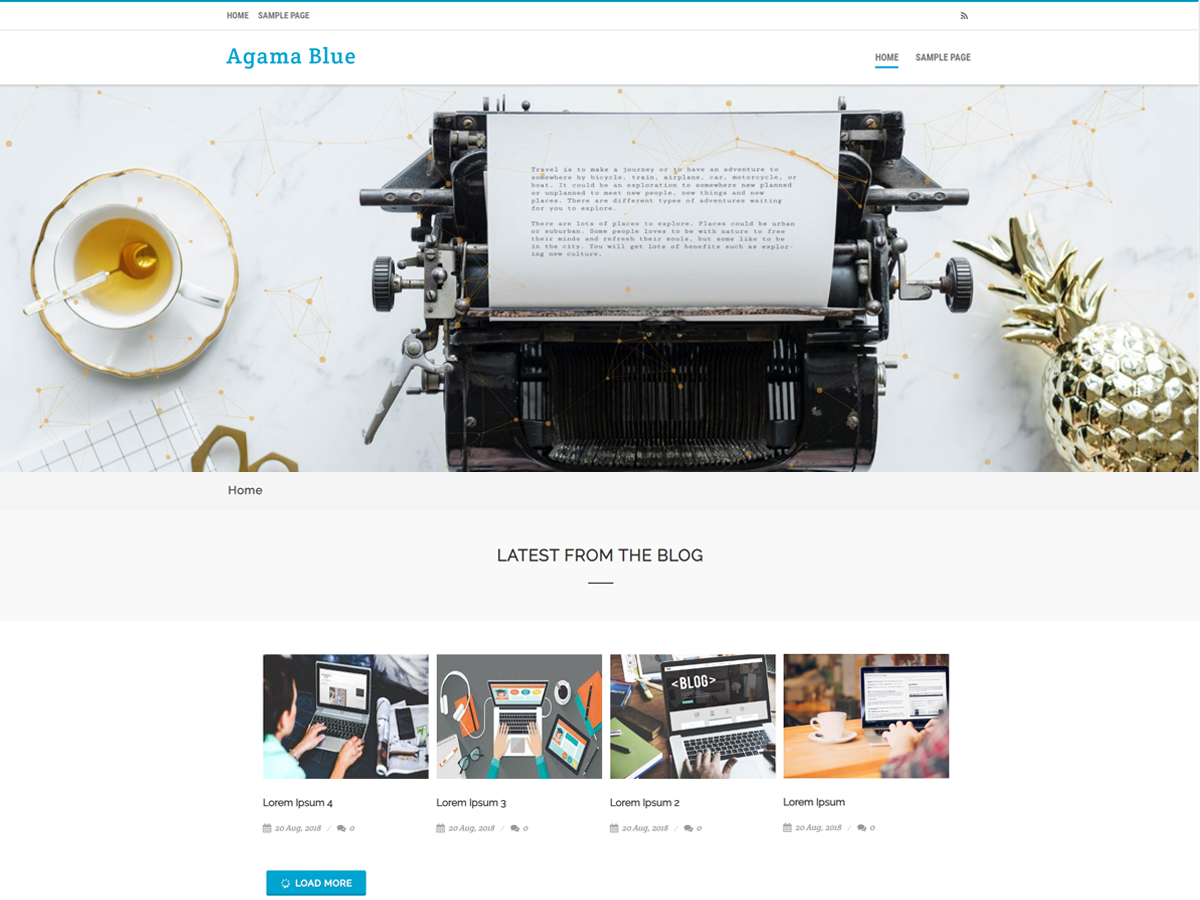 HOME SAMPLE PAGE
Agama Blue
HOME SAMPLE PAGE
Travel is to make a journey or go have an adventure to
somewhere by bicycle, train, airplane, car, motorcycle, or
boat. It could be an exploration to somewhere new planned
or unplanned to meet new people, new things and new
places. There are different types of adventures waiting
for you to explore.
There are lots of places to explore. Places could be urban
or suburban. Some people loves to be with nature to free
their minds and refresh their souls, but some like to be
in the city. You will get lots of benefits such as explor-
ing new culture.
Home
LATEST FROM THE BLOG
<BLOG>
Lorem Ipsum 4
Lorem Ipsum 3
Lorem Ipsum 2
Lorem Ipsum
20 Aug, 2018 / 0
20 Aug, 2018 / 0
20 Aug, 2018 / 0
20 Aug, 2018 / 0
LOAD MORE